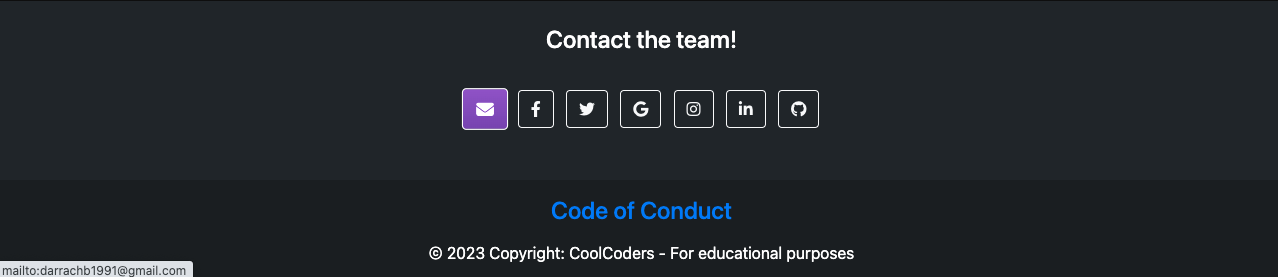 Contact the team!
Code of Conduct
© 2023 Copyright: CoolCoders - For educational purposes
mailto:darrachb1991@gmail.com